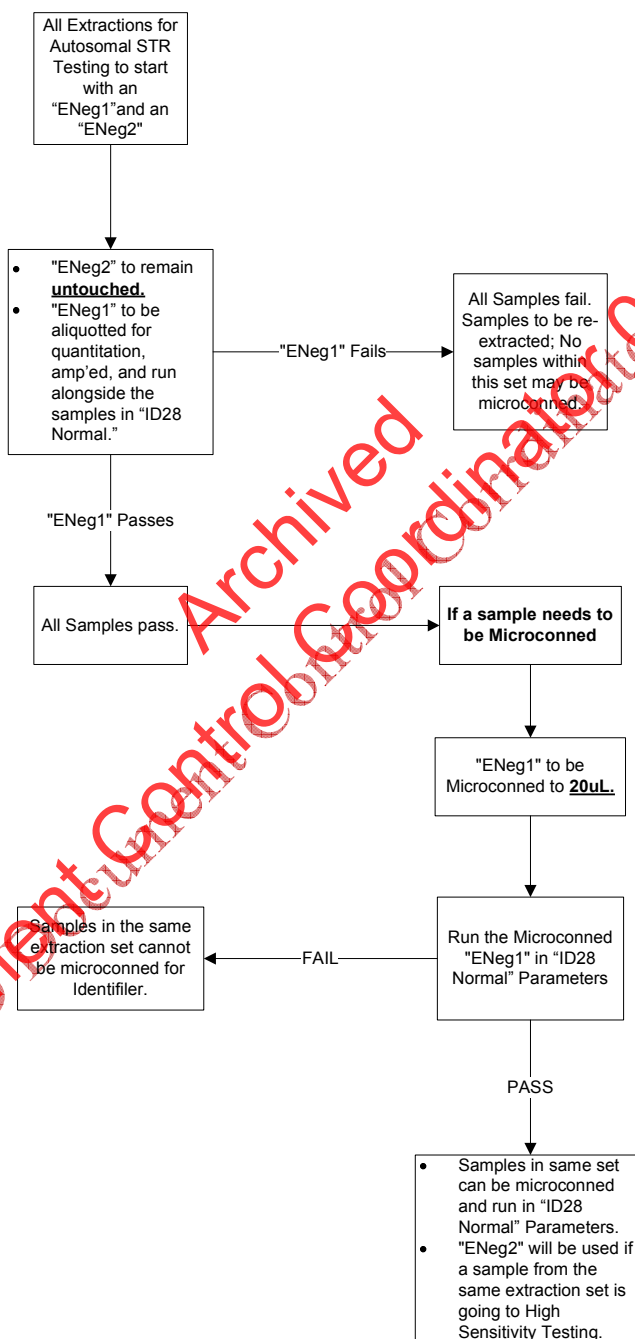 All Extractions for
Autosomal STR
Testing to start
with an
“ENeg1”and an
“ENeg2"
• "ENeg2” to remain
untouched.
• "ENeg1” to be
aliquotted for
quantitation,
amp’ed, and run
alongside the
samples in “ID28
Normal.”
"ENeg1" Fails
All Samples fail.
Samples to be re-
extracted; No
samples within
this set may be
microconned.
"ENeg1" Passes
All Samples pass.
If a sample needs to
be Microconned
"ENeg1" to be
Microconned to 20uL.
Run the Microconned
"ENeg1" in “ID28
Normal” Parameters
FAIL
Samples in the same
extraction set cannot
be microconned for
Identifiler.
PASS
• Samples in same set
can be microconned
and run in “ID28
Normal” Parameters.
• "ENeg2" will be used if
a sample from the
same extraction set is
going to High
Sensitivity Testing.
Archived
Control Coordinator
Document Control